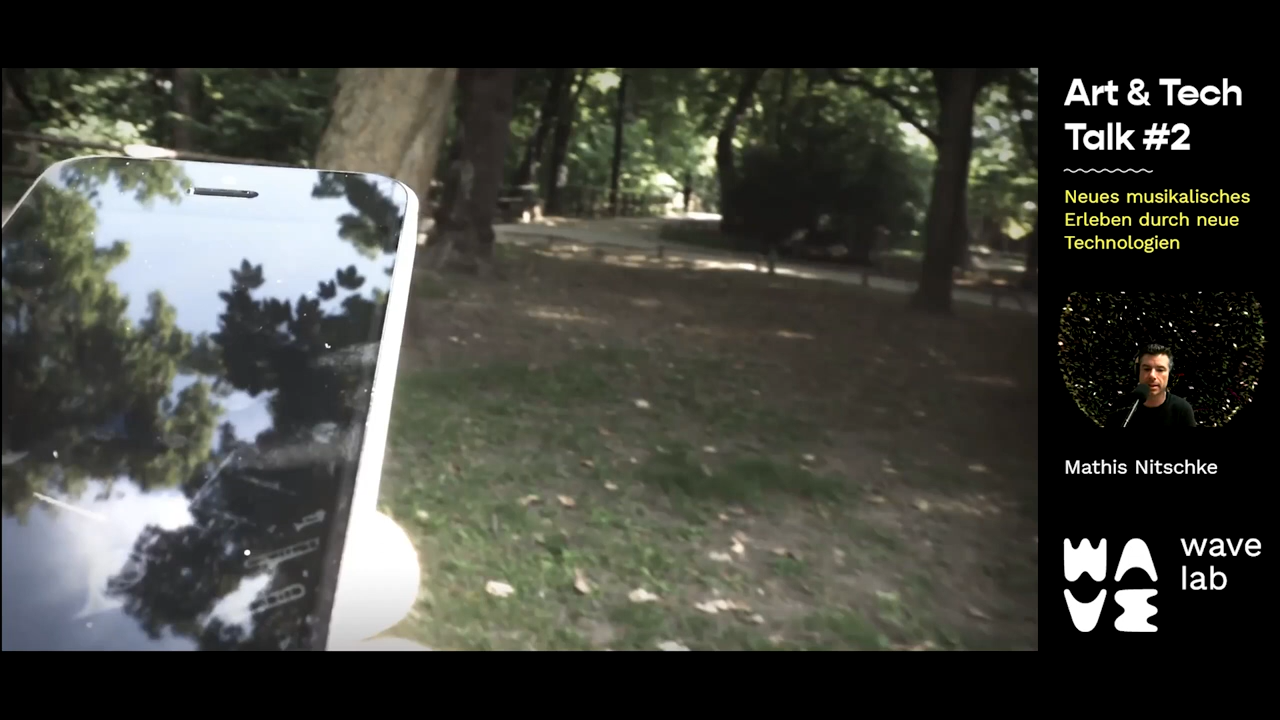 Art & Tech
Talk #2
Neues musikalisches
Erleben durch neue
Technologien
Mathis Nitschke
WA
VE
wave
lab